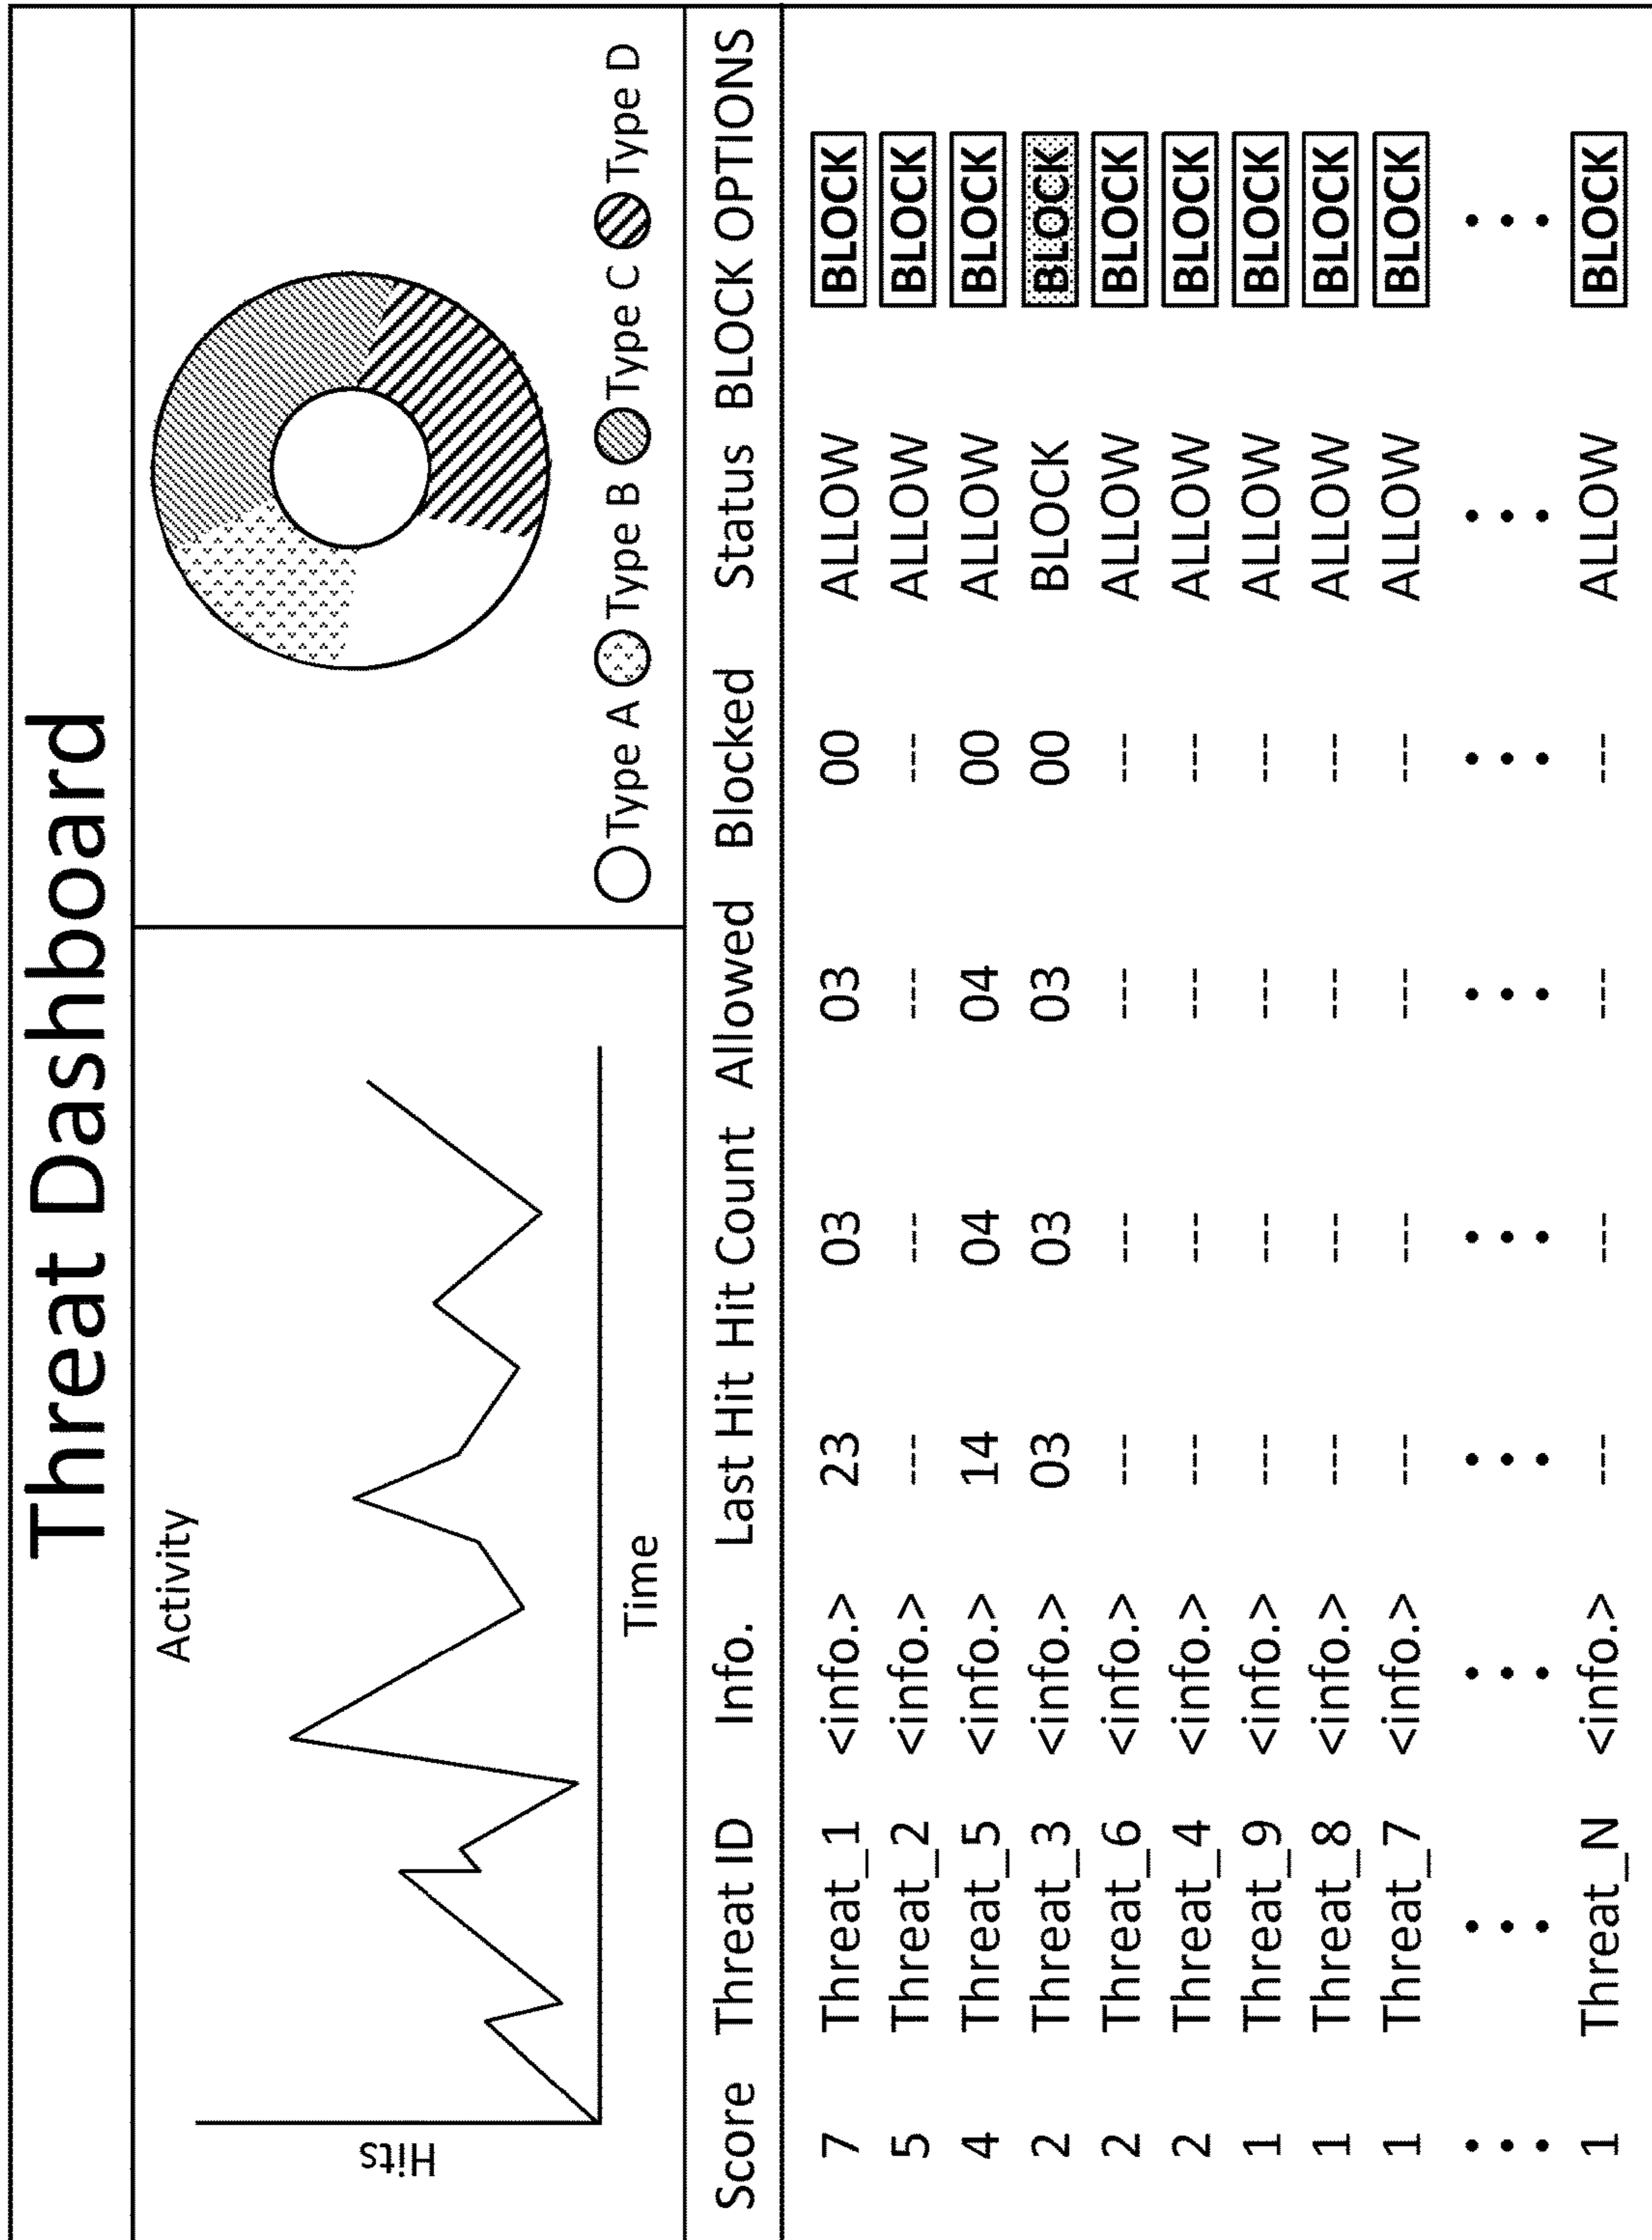 Threat Dashboard
Activity
Hits
Time
Type A Type B Type C Type D
Score Threat ID Info. Last Hit Hit Count Allowed Blocked Status BLOCK OPTIONS
7 Threat_1 <info.> 23 03 03 00 ALLOW BLOCK
5 Threat_2 <info.> --- --- --- --- ALLOW BLOCK
4 Threat_5 <info.> 14 04 04 00 ALLOW BLOCK
2 Threat_3 <info.> 03 03 03 00 BLOCK BLOCK
2 Threat_6 <info.> --- --- --- --- ALLOW BLOCK
2 Threat_4 <info.> --- --- --- --- ALLOW BLOCK
1 Threat_9 <info.> --- --- --- --- ALLOW BLOCK
1 Threat_8 <info.> --- --- --- --- ALLOW BLOCK
1 Threat_7 <info.> --- --- --- --- ALLOW BLOCK
1 Threat_N <info.> --- --- --- --- ALLOW BLOCK